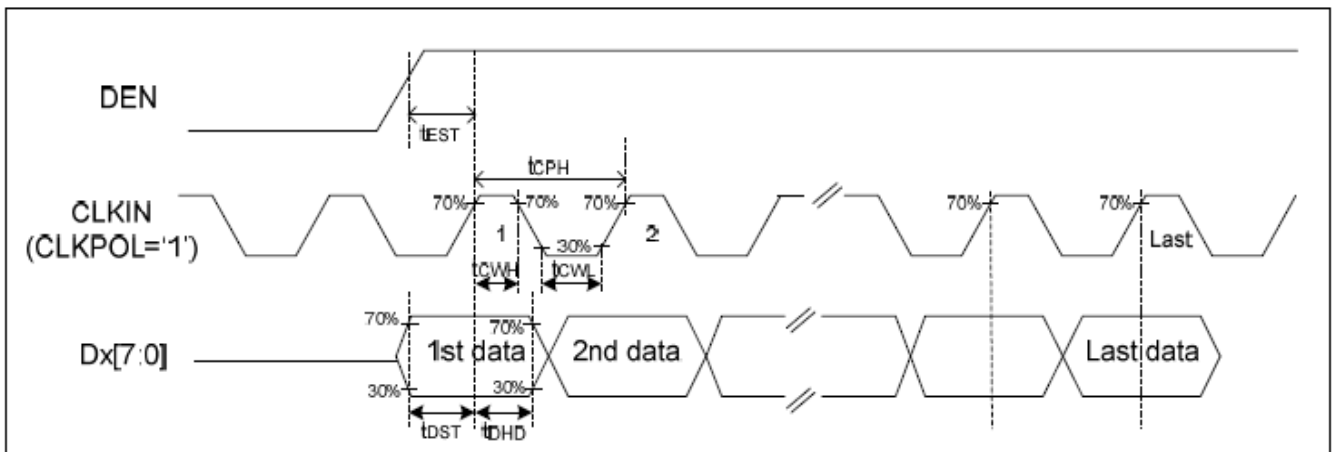 DEN
tEST
tCPH
CLKIN
(CLKPOL='1')
70% 70% 70% 70% 70%
1 2 Last
30%
tCWH tCWL
70% 70%
Dx[7:0] 1st data 2nd data Last data
30% 30%
tDST tDHD